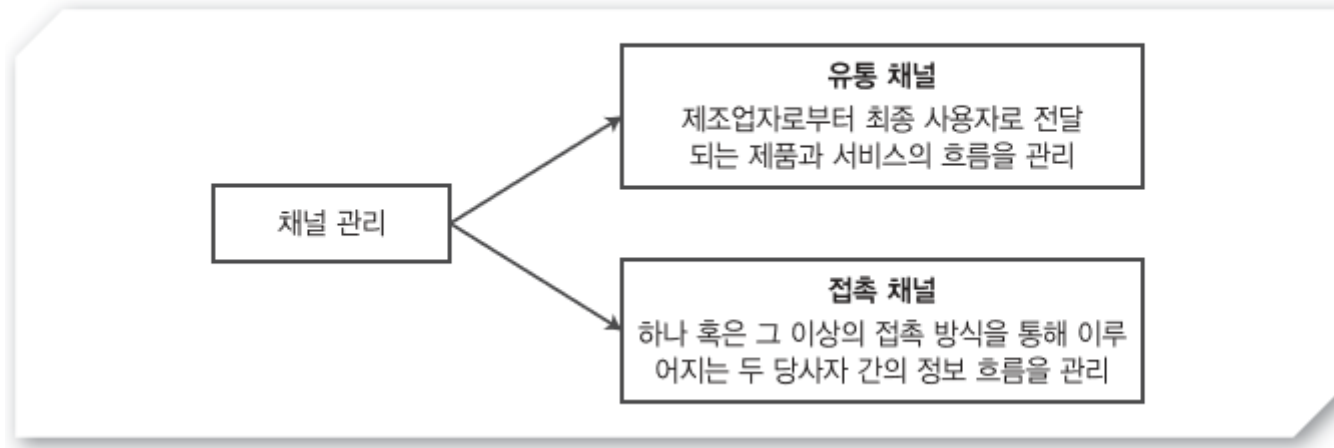 유통 채널
제조업자로부터 최종 사용자로 전달
되는 제품과 서비스의 흐름을 관리
채널 관리
접촉 채널
하나 혹은 그 이상의 접촉 방식을 통해 이루
어지는 두 당사자 간의 정보 흐름을 관리